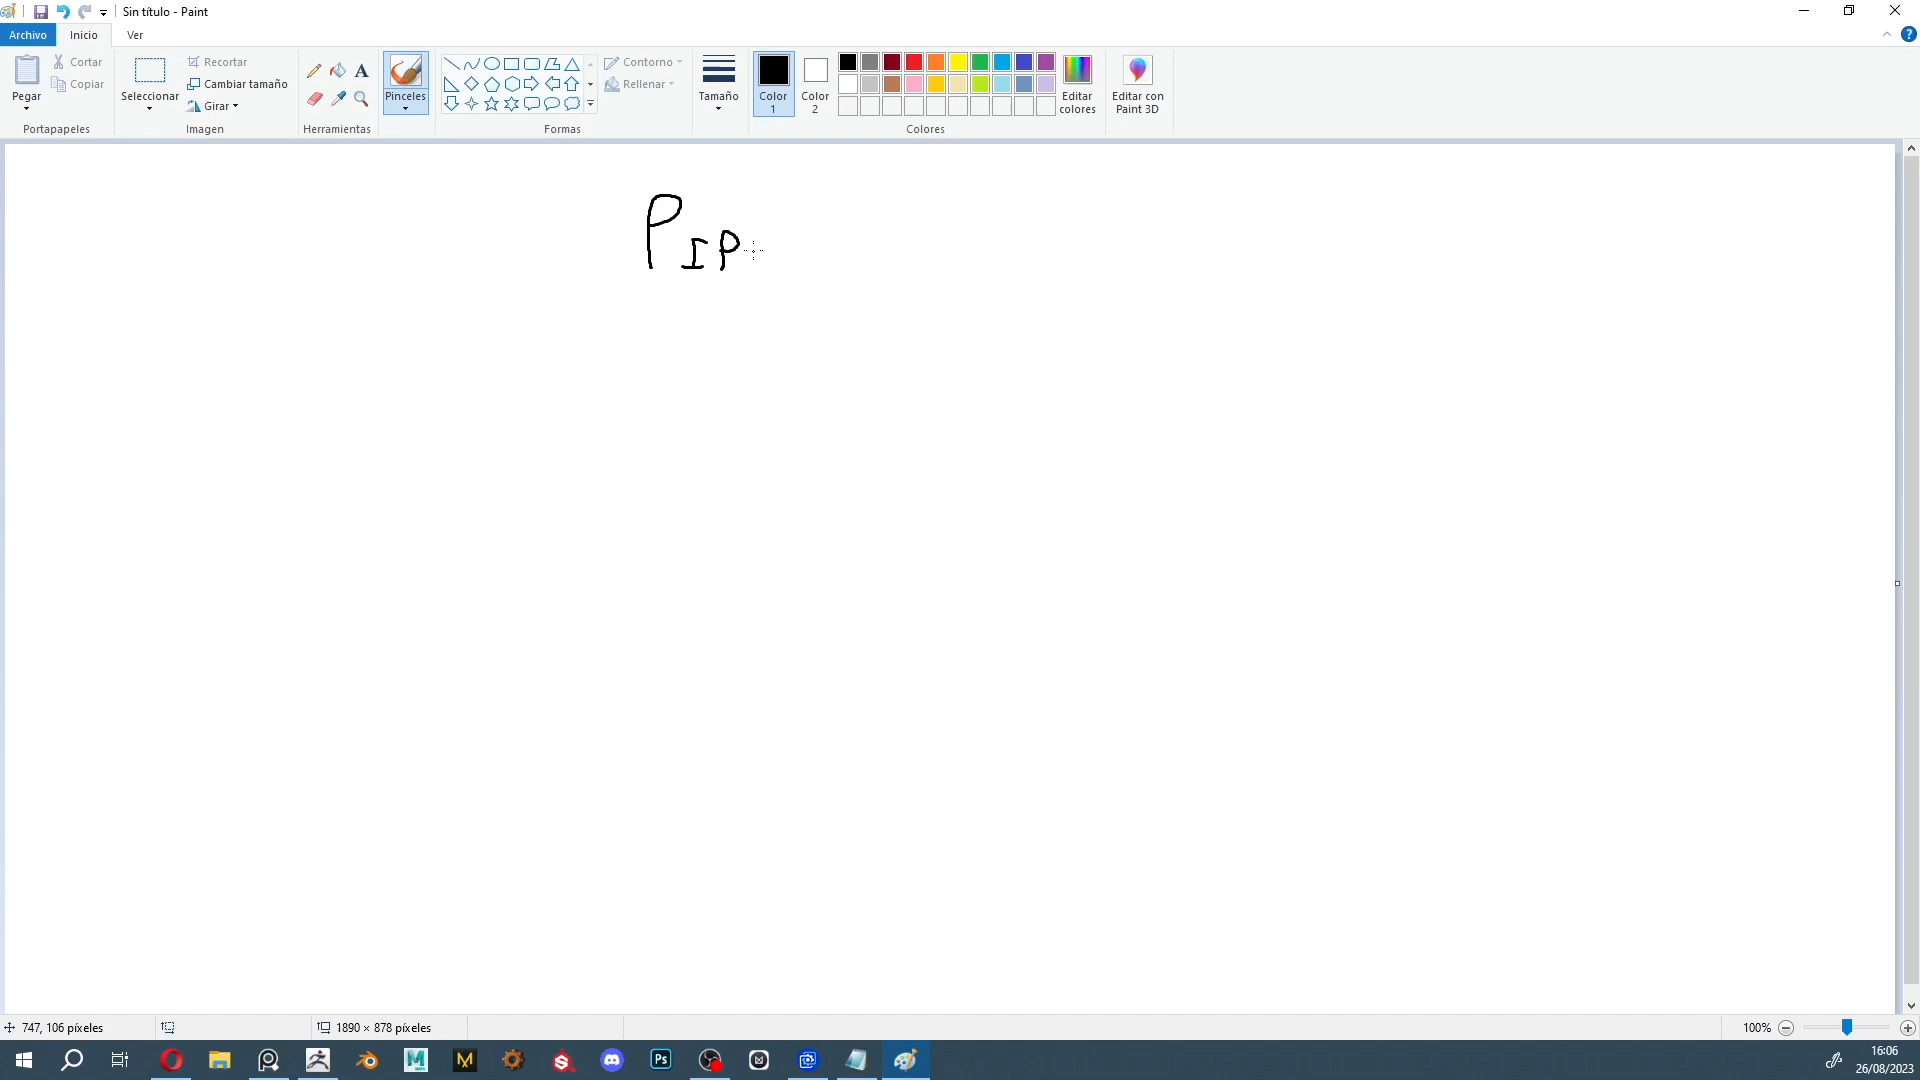 Sin título - Paint
Archivo Inicio Ver
Pegar Cortar Copiar Portapapeles
Seleccionar Recortar Cambiar tamaño Girar Imagen
A Herramientas
Pinceles
Contorno Rellenar Formas
Tamaño
Color 1
Color 2
Editar colores Colores
Editar con Paint 3D
?
PIP
747, 106 píxeles 1890 × 878 píxeles 100%
M Ps
16:06
26/08/2023